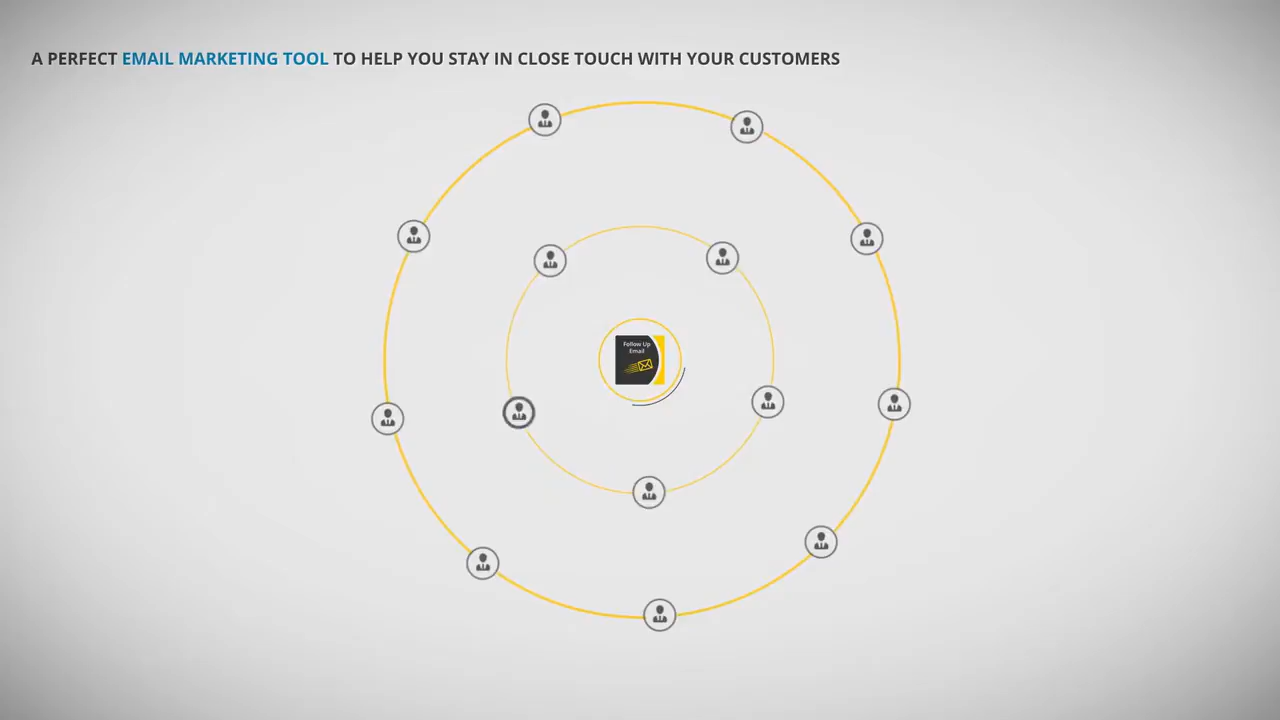 A PERFECT EMAIL MARKETING TOOL TO HELP YOU STAY IN CLOSE TOUCH WITH YOUR CUSTOMERS
Follow Up
Email